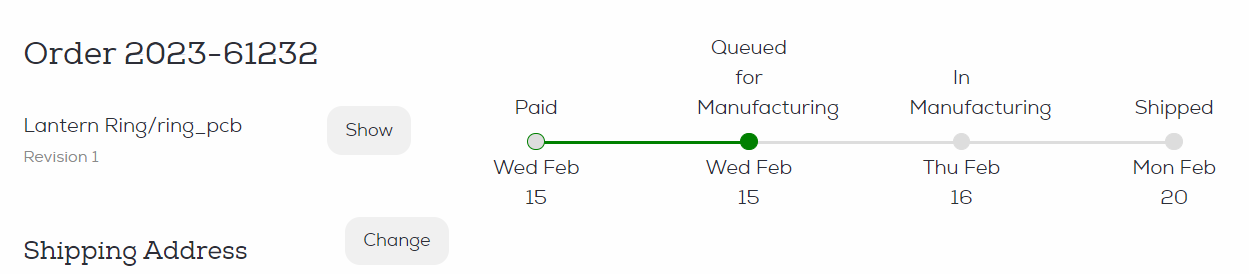 Order 2023-61232
Lantern Ring/ring_pcb
Revision 1
Show
Shipping Address
Change
Paid
Wed Feb
15
Queued
for
Manufacturing
Wed Feb
15
In
Manufacturing
Thu Feb
16
Shipped
Mon Feb
20